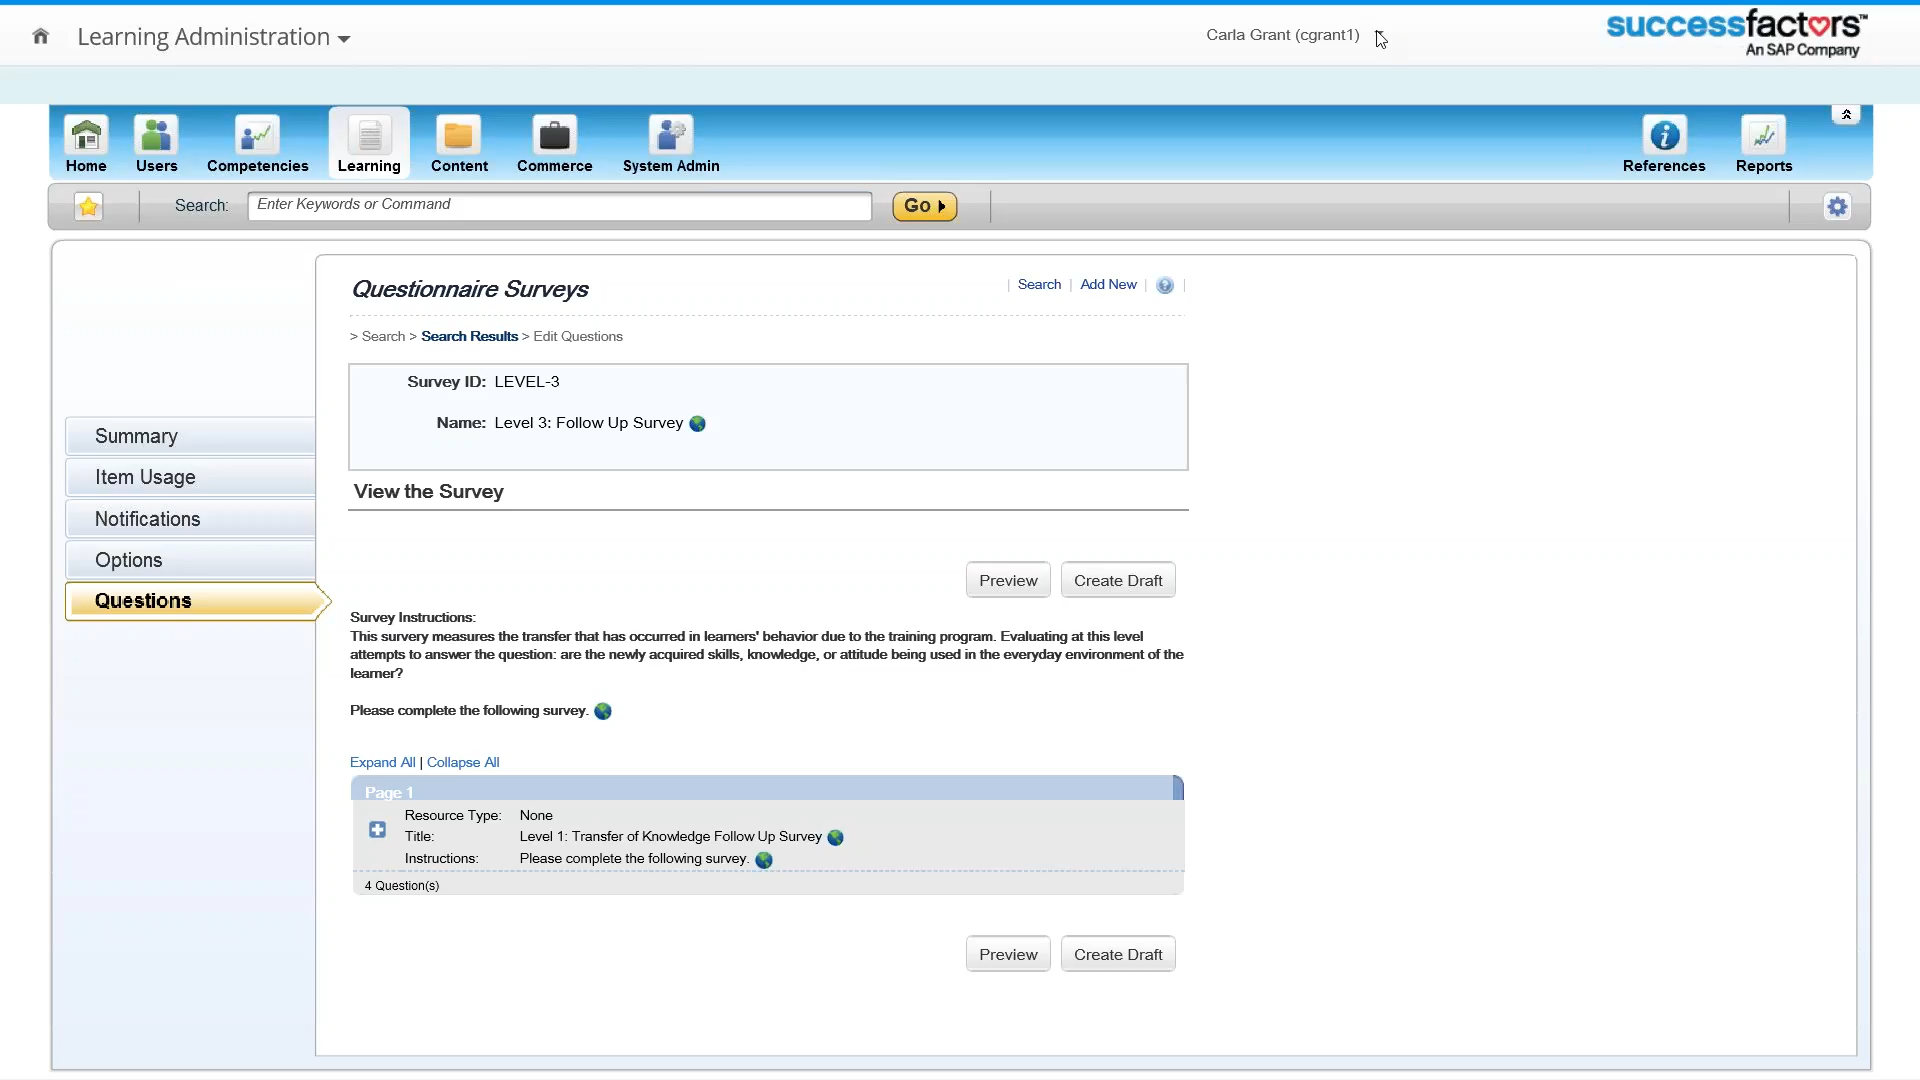 Learning Administration
Carla Grant (cgrant1)
successfactors™
An SAP Company
Home
Users
Competencies
Learning
Content
Commerce
System Admin
References
Reports
Search:
Enter Keywords or Command
Go
Questionnaire Surveys
| Search | Add New | ? |
> Search > Search Results > Edit Questions
Survey ID: LEVEL-3
Name: Level 3: Follow Up Survey
Summary
Item Usage
Notifications
Options
Questions
View the Survey
Preview
Create Draft
Survey Instructions:
This survery measures the transfer that has occurred in learners' behavior due to the training program. Evaluating at this level
attempts to answer the question: are the newly acquired skills, knowledge, or attitude being used in the everyday environment of the
learner?
Please complete the following survey.
Expand All | Collapse All
Page 1
Resource Type: None
Title: Level 1: Transfer of Knowledge Follow Up Survey
Instructions: Please complete the following survey.
4 Question(s)
Preview
Create Draft